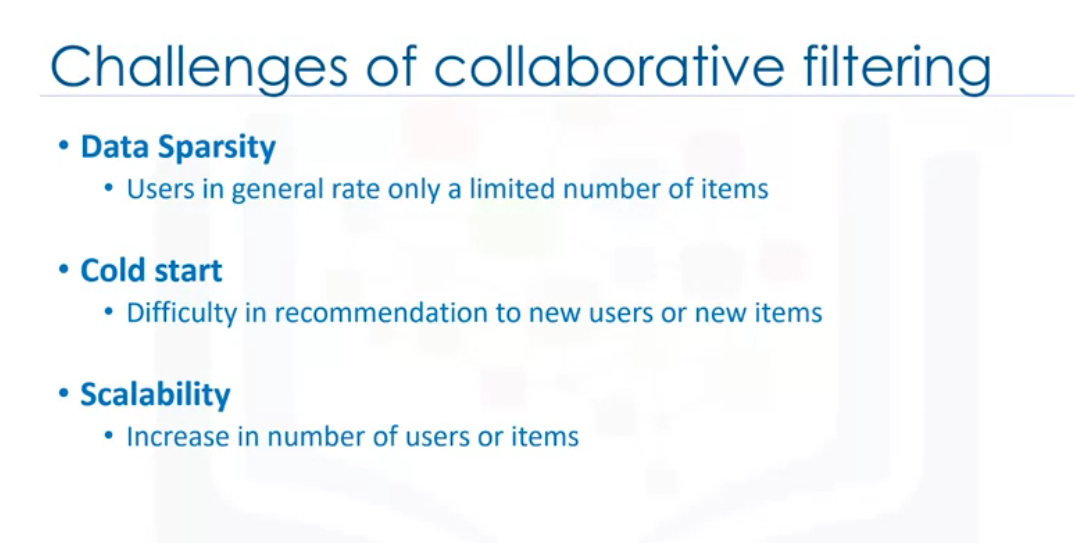 Challenges of collaborative filtering
• Data Sparsity
• Users in general rate only a limited number of items
• Cold start
• Difficulty in recommendation to new users or new items
• Scalability
• Increase in number of users or items